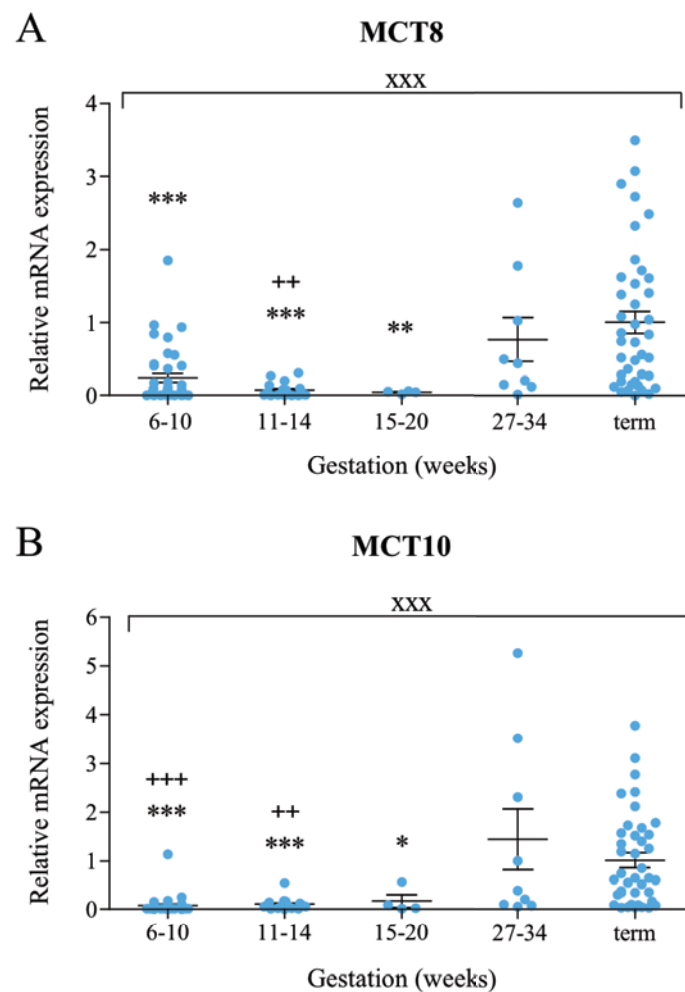 A
MCT8
xxx
Relative mRNA expression
4
3
2
1
0
***
++
***
**
6-10
11-14
15-20
27-34
term
Gestation (weeks)
B
MCT10
xxx
Relative mRNA expression
6
5
4
3
2
1
0
+++
***
++
***
*
6-10
11-14
15-20
27-34
term
Gestation (weeks)